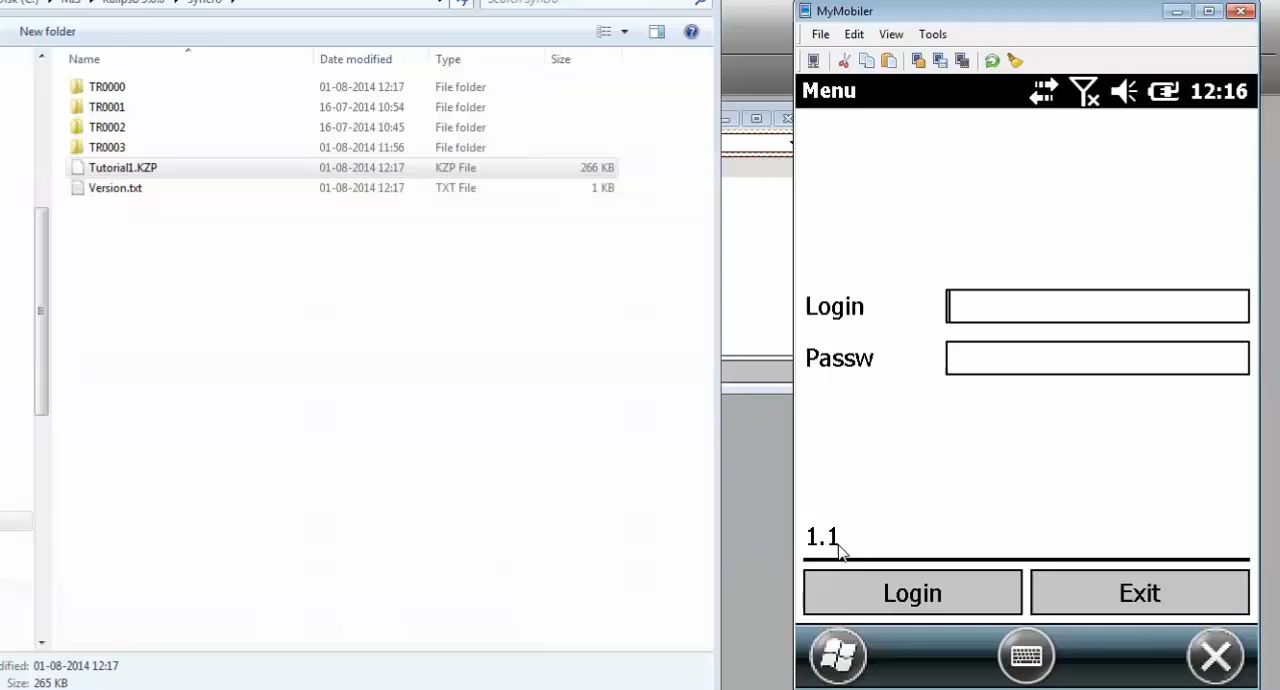 New folder
Name Date modified Type Size
TR0000 01-08-2014 12:17 File folder
TR0001 16-07-2014 10:54 File folder
TR0002 16-07-2014 10:45 File folder
TR0003 01-08-2014 11:56 File folder
Tutorial1.KZP 01-08-2014 12:17 KZP File 266 KB
Version.txt 01-08-2014 12:17 TXT File 1 KB
dified: 01-08-2014 12:17
Size: 265 KB
MyMobiler
File Edit View Tools
Menu 12:16
Login
Passw
1.1
Login Exit